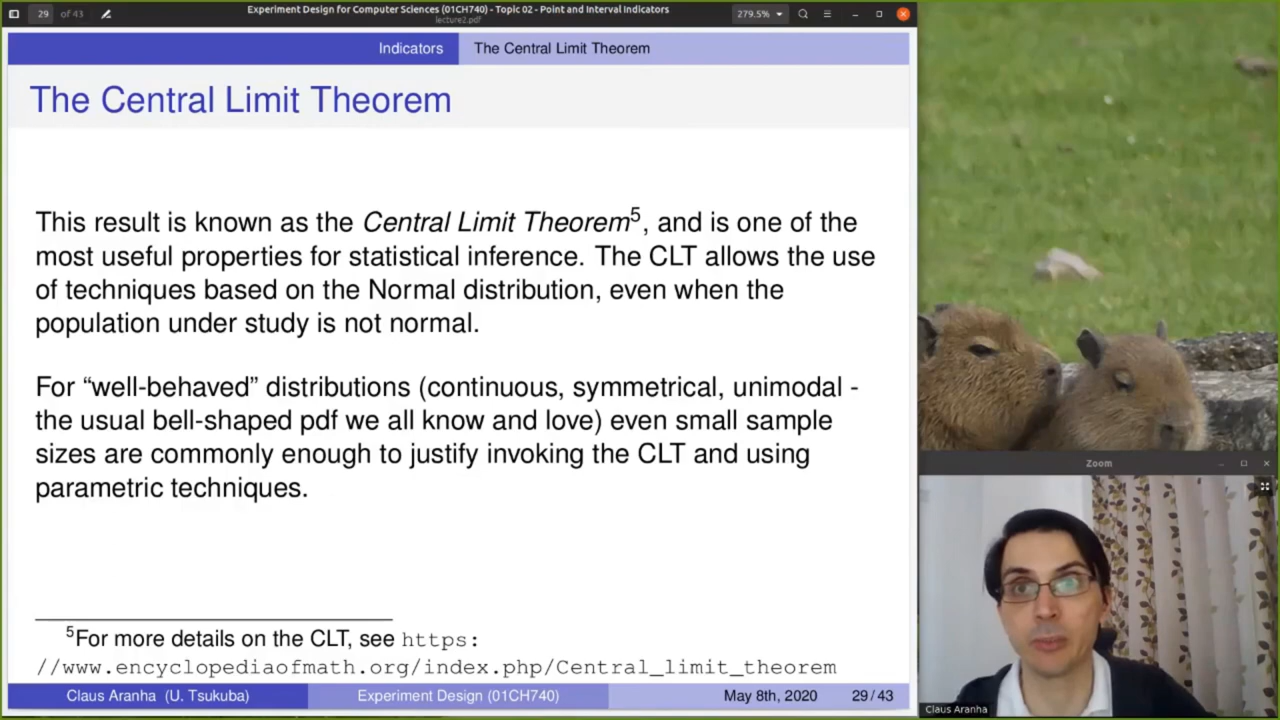 29 of 43
Experiment Design for Computer Sciences (01CH740) - Topic 02 - Point and Interval Indicators
lecture2.pdf
279.5%
Indicators
The Central Limit Theorem
The Central Limit Theorem
This result is known as the Central Limit Theorem5, and is one of the
most useful properties for statistical inference. The CLT allows the use
of techniques based on the Normal distribution, even when the
population under study is not normal.
For “well-behaved” distributions (continuous, symmetrical, unimodal -
the usual bell-shaped pdf we all know and love) even small sample
sizes are commonly enough to justify invoking the CLT and using
parametric techniques.
5For more details on the CLT, see https:
//www.encyclopediaofmath.org/index.php/Central_limit_theorem
Claus Aranha (U. Tsukuba)
Experiment Design (01CH740)
May 8th, 2020
29 / 43
Zoom
Claus Aranha